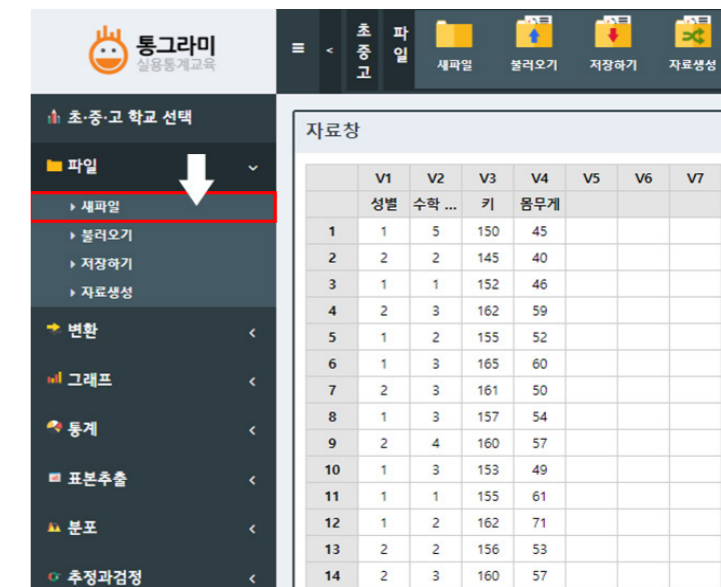 통그라미
실용통계교육
≡ < 초중고 파일 새파일 불러오기 저장하기 자료생성
초·중·고 학교 선택
파일
새파일
불러오기
저장하기
자료생성
변환
그래프
통계
표본추출
분포
추정과검정
자료창
V1 V2 V3 V4 V5 V6 V7
성별 수학 ... 키 몸무게
1 1 5 150 45
2 2 2 145 40
3 1 1 152 46
4 2 3 162 59
5 1 2 155 52
6 1 3 165 60
7 2 3 161 50
8 1 3 157 54
9 2 4 160 57
10 1 3 153 49
11 1 1 155 61
12 1 2 162 71
13 2 2 156 53
14 2 3 160 57